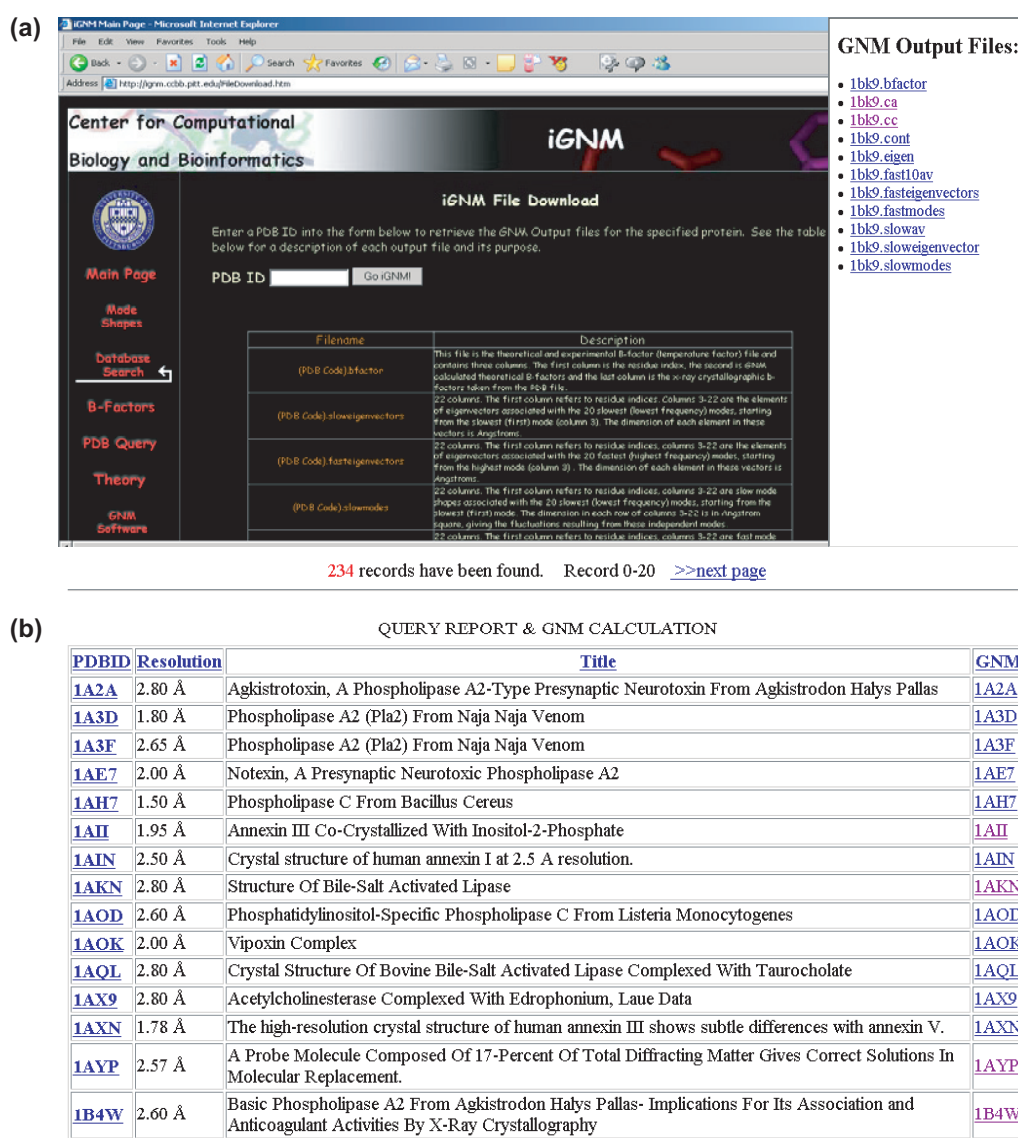 (a)
iGNM Main Page - Microsoft Internet Explorer
File Edit View Favorites Tools Help
Back Search Favorites
Address http://ignm.ccbb.pitt.edu/FileDownload.htm
Center for Computational
Biology and Bioinformatics
iGNM
Main Page
Mode
Shapes
Database
Search
B-Factors
PDB Query
Theory
GNM
Software
iGNM File Download
Enter a PDB ID into the form below to retrieve the GNM Output files for the specified protein. See the table
below for a description of each output file and its purpose.
PDB ID Go iGNM!
Filename Description
(PDB Code).bfactor
This file is the theoretical and experimental B-factor (temperature factor) file and
contains three columns. The first column is the residue index, the second is GNM
calculated theoretical B-factors and the last column is the x-ray crystallographic b-
factors taken from the PDB file.
(PDB Code).sloweigenvectors
22 columns. The first column refers to residue indices. Columns 3-22 are the elements
of eigenvectors associated with the 20 slowest (lowest frequency) modes, starting
from the slowest (first) mode (column 3). The dimension of each element in these
vectors is Angstroms.
(PDB Code).fasteigenvectors
22 columns. The first column refers to residue indices, columns 3-22 are the elements
of eigenvectors associated with the 20 fastest (highest frequency) modes, starting
from the highest mode (column 3) . The dimension of each element in these vectors is
Angstroms.
(PDB Code).slowmodes
22 columns. The first column refers to residue indices, columns 3-22 are slow mode
shapes associated with the 20 slowest (lowest frequency) modes, starting from the
slowest (first) mode. The dimension in each row of columns 3-22 is in Angstrom
square, giving the fluctuations resulting from these independent modes.
22 columns. The first column refers to residue indices, columns 3-22 are fast mode
GNM Output Files:
1bk9.bfactor
1bk9.ca
1bk9.cc
1bk9.cont
1bk9.eigen
1bk9.fast10av
1bk9.fasteigenvectors
1bk9.fastmodes
1bk9.slowav
1bk9.sloweigenvector
1bk9.slowmodes
234 records have been found. Record 0-20 >>next page
(b)
QUERY REPORT & GNM CALCULATION
PDBID Resolution Title GNM
1A2A 2.80 Å Agkistrotoxin, A Phospholipase A2-Type Presynaptic Neurotoxin From Agkistrodon Halys Pallas 1A2A
1A3D 1.80 Å Phospholipase A2 (Pla2) From Naja Naja Venom 1A3D
1A3F 2.65 Å Phospholipase A2 (Pla2) From Naja Naja Venom 1A3F
1AE7 2.00 Å Notexin, A Presynaptic Neurotoxic Phospholipase A2 1AE7
1AH7 1.50 Å Phospholipase C From Bacillus Cereus 1AH7
1AII 1.95 Å Annexin III Co-Crystallized With Inositol-2-Phosphate 1AII
1AIN 2.50 Å Crystal structure of human annexin I at 2.5 A resolution. 1AIN
1AKN 2.80 Å Structure Of Bile-Salt Activated Lipase 1AKN
1AOD 2.60 Å Phosphatidylinositol-Specific Phospholipase C From Listeria Monocytogenes 1AOD
1AOK 2.00 Å Vipoxin Complex 1AOK
1AQL 2.80 Å Crystal Structure Of Bovine Bile-Salt Activated Lipase Complexed With Taurocholate 1AQL
1AX9 2.80 Å Acetylcholinesterase Complexed With Edrophonium, Laue Data 1AX9
1AXN 1.78 Å The high-resolution crystal structure of human annexin III shows subtle differences with annexin V. 1AXN
1AYP 2.57 Å A Probe Molecule Composed Of 17-Percent Of Total Diffracting Matter Gives Correct Solutions In
Molecular Replacement. 1AYP
1B4W 2.60 Å Basic Phospholipase A2 From Agkistrodon Halys Pallas- Implications For Its Association and
Anticoagulant Activities By X-Ray Crystallography 1B4W